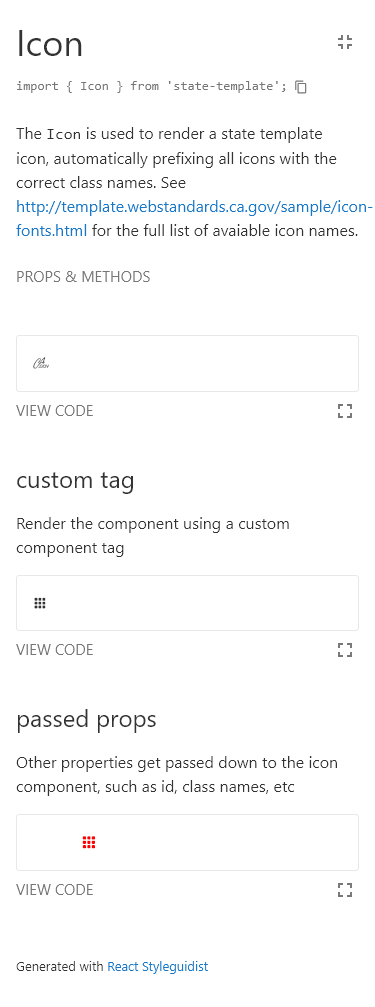 Icon
import { Icon } from 'state-template';
The Icon is used to render a state template
icon, automatically prefixing all icons with the
correct class names. See
http://template.webstandards.ca.gov/sample/icon-
fonts.html for the full list of avaiable icon names.
PROPS & METHODS
VIEW CODE
custom tag
Render the component using a custom
component tag
VIEW CODE
passed props
Other properties get passed down to the icon
component, such as id, class names, etc
VIEW CODE
Generated with React Styleguidist